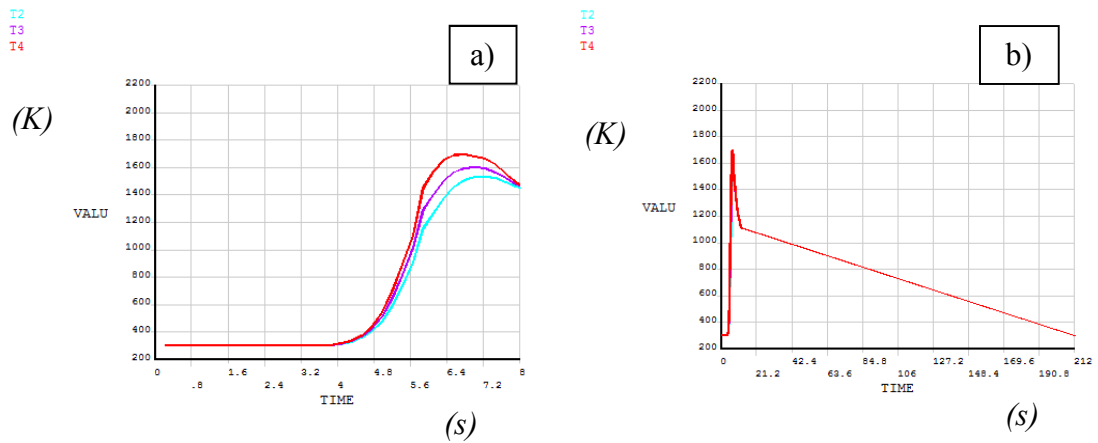 T2
T3
T4
a)
(K)
VALU
2200
2000
1800
1600
1400
1200
1000
800
600
400
200
0
.8
1.6
2.4
3.2
4
4.8
5.6
6.4
7.2
8
TIME
(s)
T2
T3
T4
b)
(K)
VALU
2200
2000
1800
1600
1400
1200
1000
800
600
400
200
0
21.2
42.4
63.6
84.8
106
127.2
148.4
169.6
190.8
212
TIME
(s)